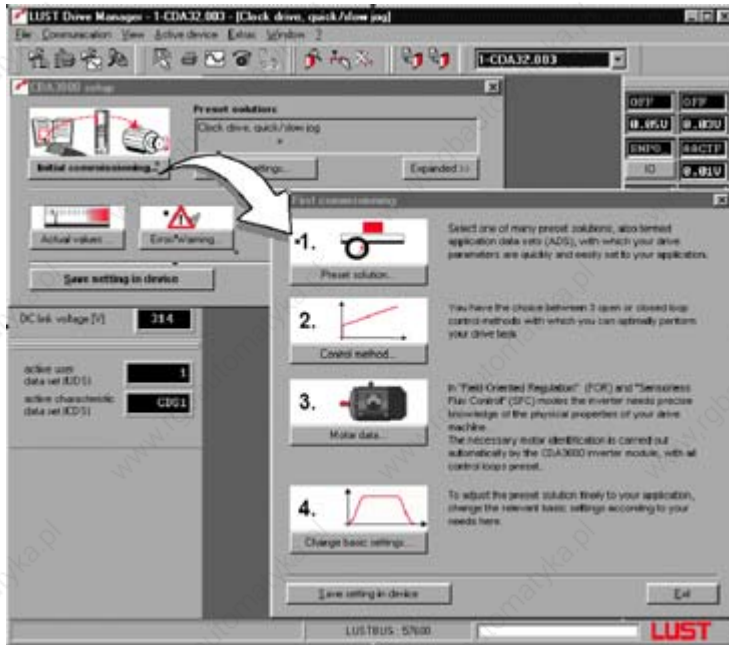 LUST Drive Manager - 1-CDA32.003 - [Clock drive, quick/slow jog]
File Communication View Active device Extras Window ?
1-CDA32.003
CDA3000 setup
Preset solution:
Clock drive, quick/slow jog
Initial commissioning...
Expanded >>
OFF OFF
0.05V 0.03V
IO 0.01V
Actual values...
Error/Warning...
Save setting in device
DC link voltage [V] 314
active user
data set (UDS) 1
active characteristic
data set (CDS) CDS1
First commissioning
1.
Preset solution...
Select one of many preset solutions, also termed
application data sets (ADS), with which your drive
parameters are quickly and easily set to your application.
2.
Control method...
You have the choice between 3 open or closed loop
control methods with which you can optimally perform
your drive task.
3.
Motor data...
In "Field-Oriented Regulation" (FOR) and "Sensorless
Flux Control" (SFC) modes the inverter needs precise
knowledge of the physical properties of your drive
machine.
The necessary motor identification is carried out
automatically by the CDA3000 inverter module, with all
control loops preset.
4.
Change basic settings...
To adjust the preset solution finely to your application,
change the relevant basic settings according to your
needs here.
Save setting in device
Exit
LUSTBUS : 57600
LUST